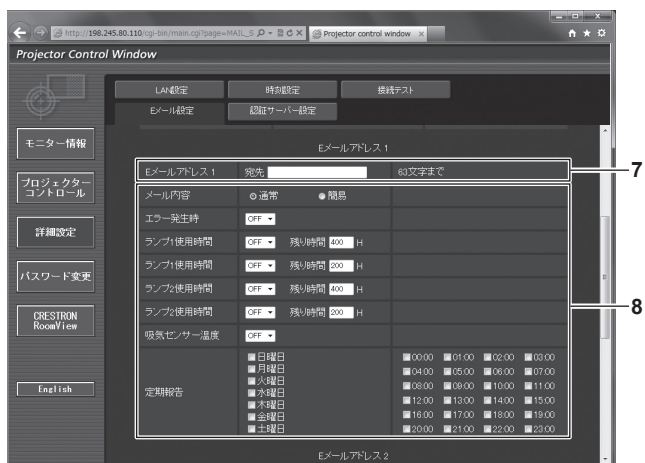 http://198.245.80.110/cgi-bin/main.cgi?page=MAIL_S
Projector control window
Projector Control Window
LAN設定 時刻設定 接続テスト
Eメール設定 認証サーバー設定
モニター情報
プロジェクター
コントロール
詳細設定
パスワード変更
CRESTRON
RoomView
English
Eメールアドレス 1
Eメールアドレス 1 宛先 63文字まで
7
メール内容 通常 簡易
エラー発生時 OFF
ランプ1使用時間 OFF 残り時間 400 H
ランプ1使用時間 OFF 残り時間 200 H
ランプ2使用時間 OFF 残り時間 400 H
ランプ2使用時間 OFF 残り時間 200 H
8
吸気センサー温度 OFF
定期報告
日曜日
月曜日
火曜日
水曜日
木曜日
金曜日
土曜日
00:00 01:00 02:00 03:00
04:00 05:00 06:00 07:00
08:00 09:00 10:00 11:00
12:00 13:00 14:00 15:00
16:00 17:00 18:00 19:00
20:00 21:00 22:00 23:00
Eメールアドレス 2